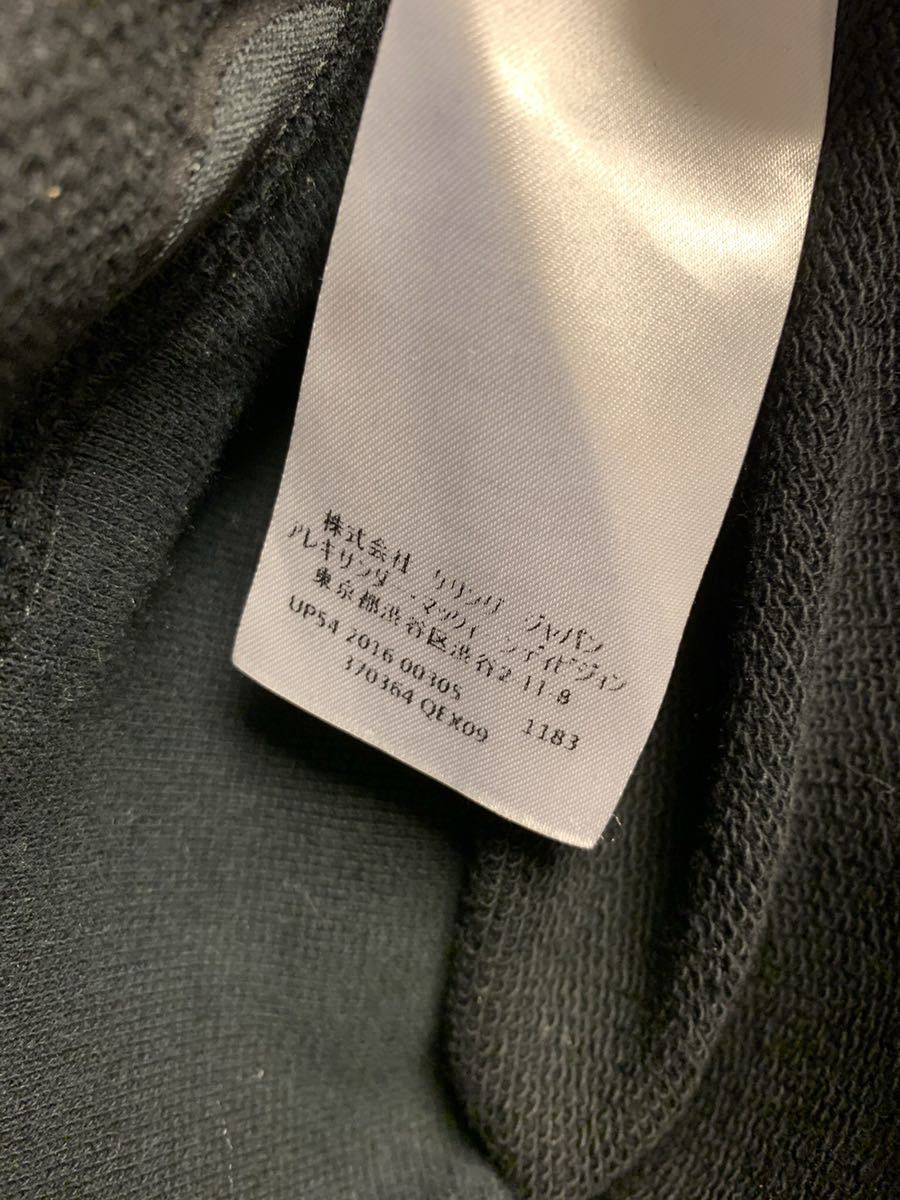 株式会社 ケリング ジャパン
アレキサンダー・マックイーン ディビジョン
東京都渋谷区渋谷2-11-8
UP54 2016 00305 1183
370364 QEX09